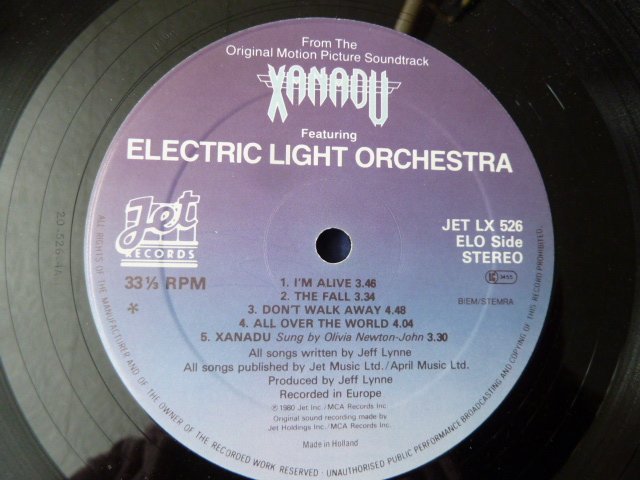 From The
Original Motion Picture Soundtrack
XANADU
Featuring
ELECTRIC LIGHT ORCHESTRA
Jet
RECORDS
33⅓ RPM
*
JET LX 526
ELO Side
STEREO
LC 3455
BIEM/STEMRA
1. I'M ALIVE 3.46
2. THE FALL 3.34
3. DON'T WALK AWAY 4.48
4. ALL OVER THE WORLD 4.04
5. XANADU Sung by Olivia Newton-John 3.30
All songs written by Jeff Lynne
All songs published by Jet Music Ltd./April Music Ltd.
Produced by Jeff Lynne
Recorded in Europe
℗ 1980 Jet Inc./MCA Records Inc
Original sound recording made by
Jet Holdings Inc./MCA Records Inc.
Made in Holland
ALL RIGHTS OF THE MANUFACTURER AND OF THE OWNER OF THE RECORDED WORK RESERVED · UNAUTHORISED PUBLIC PERFORMANCE BROADCASTING AND COPYING OF THIS RECORD PROHIBITED.